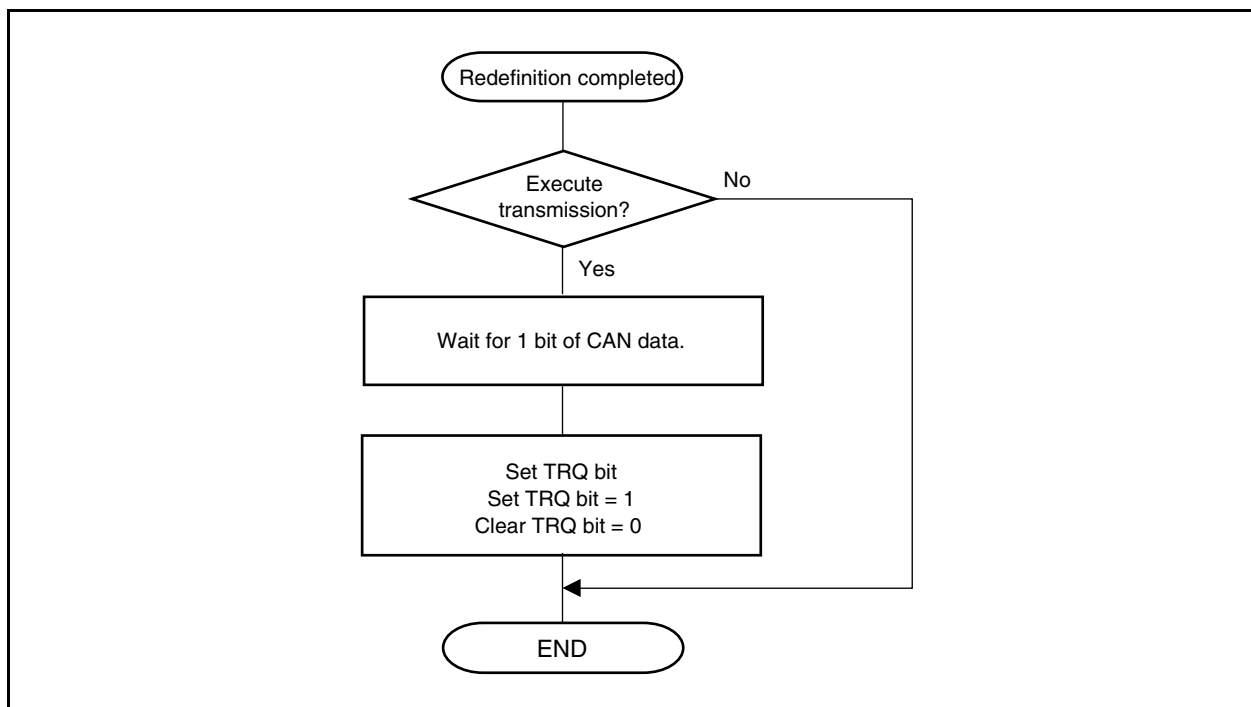 Redefinition completed
Execute
transmission?
No
Yes
Wait for 1 bit of CAN data.
Set TRQ bit
Set TRQ bit = 1
Clear TRQ bit = 0
END